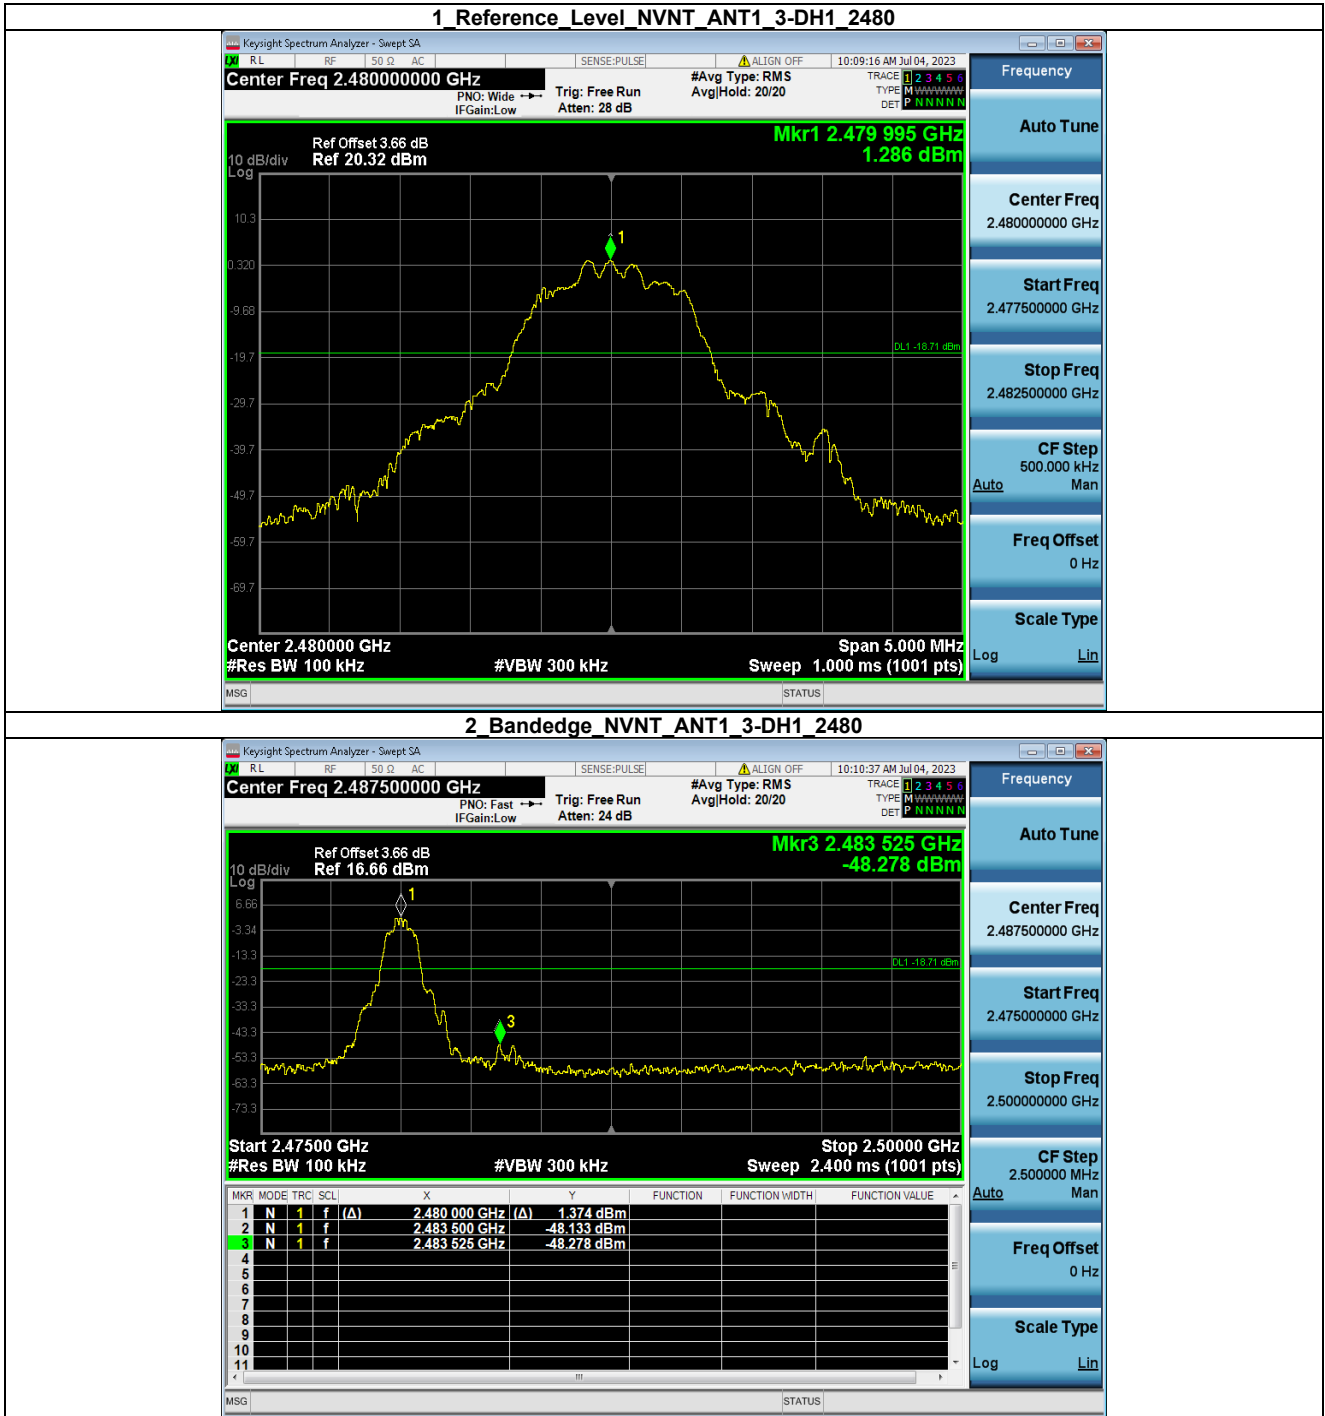 1_Reference_Level_NVNT_ANT1_3-DH1_2480
Keysight Spectrum Analyzer - Swept SA
LXI RL RF 50 Ω AC SENSE:PULSE ALIGN OFF 10:09:16 AM Jul 04, 2023
Center Freq 2.480000000 GHz
PNO: Wide
IFGain:Low
Trig: Free Run
Atten: 28 dB
#Avg Type: RMS
Avg|Hold: 20/20
TRACE 1 2 3 4 5 6
TYPE M WWWWW
DET P N N N N N
Mkr1 2.479 995 GHz
1.286 dBm
Ref Offset 3.66 dB
10 dB/div Ref 20.32 dBm
Log
10.3
0.320
-9.68
-19.7
-29.7
-39.7
-49.7
-59.7
-69.7
1
DL1 -18.71 dBm
Center 2.480000 GHz Span 5.000 MHz
#Res BW 100 kHz #VBW 300 kHz Sweep 1.000 ms (1001 pts)
MSG STATUS
Frequency
Auto Tune
Center Freq
2.480000000 GHz
Start Freq
2.477500000 GHz
Stop Freq
2.482500000 GHz
CF Step
500.000 kHz
Auto Man
Freq Offset
0 Hz
Scale Type
Log Lin
2_Bandedge_NVNT_ANT1_3-DH1_2480
Keysight Spectrum Analyzer - Swept SA
LXI RL RF 50 Ω AC SENSE:PULSE ALIGN OFF 10:10:37 AM Jul 04, 2023
Center Freq 2.487500000 GHz
PNO: Fast
IFGain:Low
Trig: Free Run
Atten: 24 dB
#Avg Type: RMS
Avg|Hold: 20/20
TRACE 1 2 3 4 5 6
TYPE M WWWWW
DET P N N N N N
Mkr3 2.483 525 GHz
-48.278 dBm
Ref Offset 3.66 dB
10 dB/div Ref 16.66 dBm
Log
6.66
-3.34
-13.3
-23.3
-33.3
-43.3
-53.3
-63.3
-73.3
1
3
DL1 -18.71 dBm
Start 2.47500 GHz Stop 2.50000 GHz
#Res BW 100 kHz #VBW 300 kHz Sweep 2.400 ms (1001 pts)
MKR MODE TRC SCL X Y FUNCTION FUNCTION WIDTH FUNCTION VALUE
1 N 1 f (Δ) 2.480 000 GHz (Δ) 1.374 dBm
2 N 1 f 2.483 500 GHz -48.133 dBm
3 N 1 f 2.483 525 GHz -48.278 dBm
4
5
6
7
8
9
10
11
MSG STATUS
Frequency
Auto Tune
Center Freq
2.487500000 GHz
Start Freq
2.475000000 GHz
Stop Freq
2.500000000 GHz
CF Step
2.500000 MHz
Auto Man
Freq Offset
0 Hz
Scale Type
Log Lin